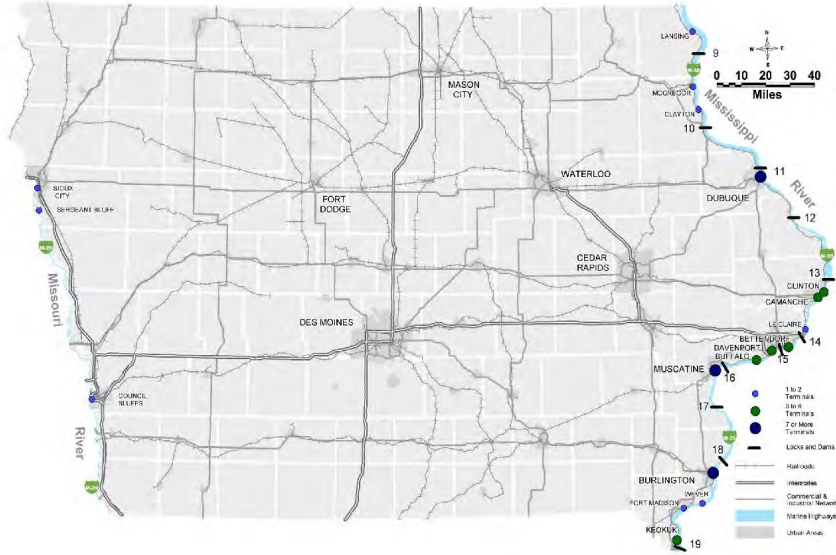 LANSING
9
M-35
MCGREGOR
CLAYTON
10
Mississippi
River
MASON
CITY
W
E
0 10 20 30 40
Miles
WATERLOO
11
DUBUQUE
12
SIOUX
CITY
SERGEANT BLUFF
M-29
Missouri
River
FORT
DODGE
CEDAR
RAPIDS
13
CLINTON
CAMANCHE
DES MOINES
LE CLAIRE
14
BETTENDORF
DAVENPORT
BUFFALO
15
MUSCATINE
16
COUNCIL
BLUFFS
17
18
BURLINGTON
FORT MADISON
WEVER
KEOKUK
19
M-29
1 to 2
Terminals
3 to 6
Terminals
7 or More
Terminals
Locks and Dams
Railroads
Interstates
Commercial &
Industrial Network
Marine Highways
Urban Areas